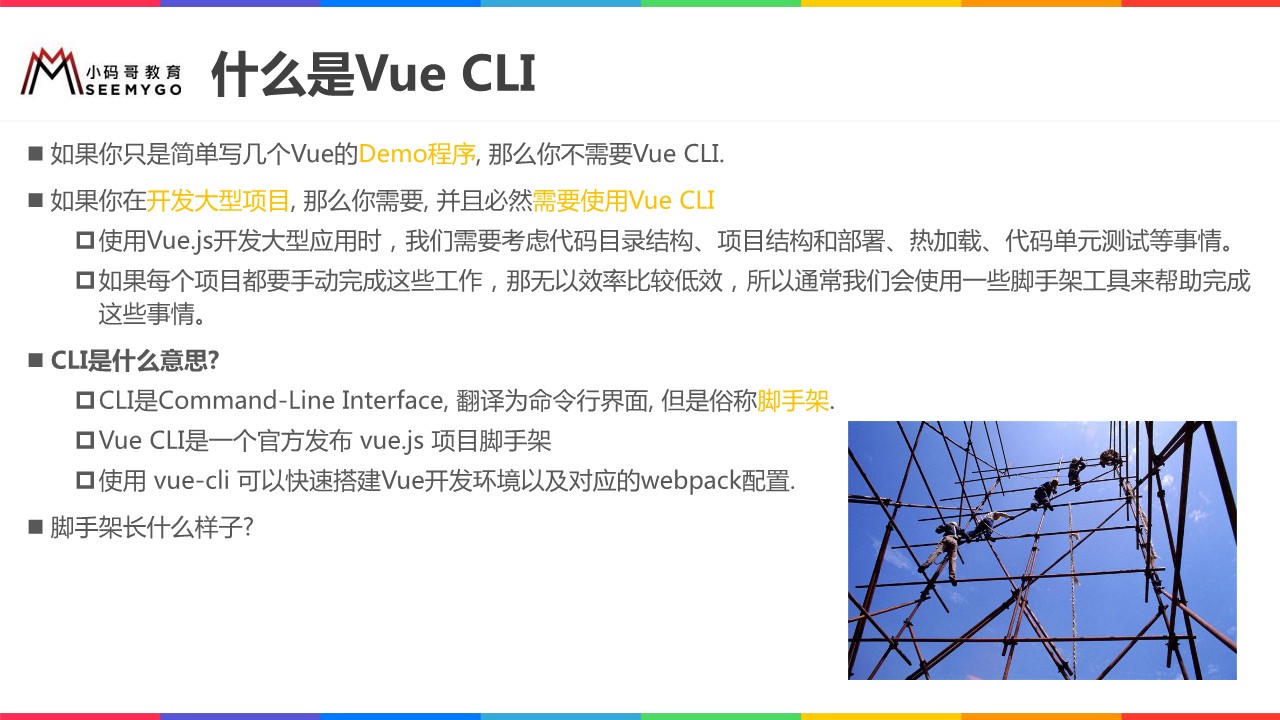 小码哥教育
SEEMYGO
什么是Vue CLI
如果你只是简单写几个Vue的Demo程序, 那么你不需要Vue CLI.
如果你在开发大型项目, 那么你需要, 并且必然需要使用Vue CLI
使用Vue.js开发大型应用时，我们需要考虑代码目录结构、项目结构和部署、热加载、代码单元测试等事情。
如果每个项目都要手动完成这些工作，那无以效率比较低效，所以通常我们会使用一些脚手架工具来帮助完成
这些事情。
CLI是什么意思?
CLI是Command-Line Interface, 翻译为命令行界面, 但是俗称脚手架.
Vue CLI是一个官方发布 vue.js 项目脚手架
使用 vue-cli 可以快速搭建Vue开发环境以及对应的webpack配置.
脚手架长什么样子?